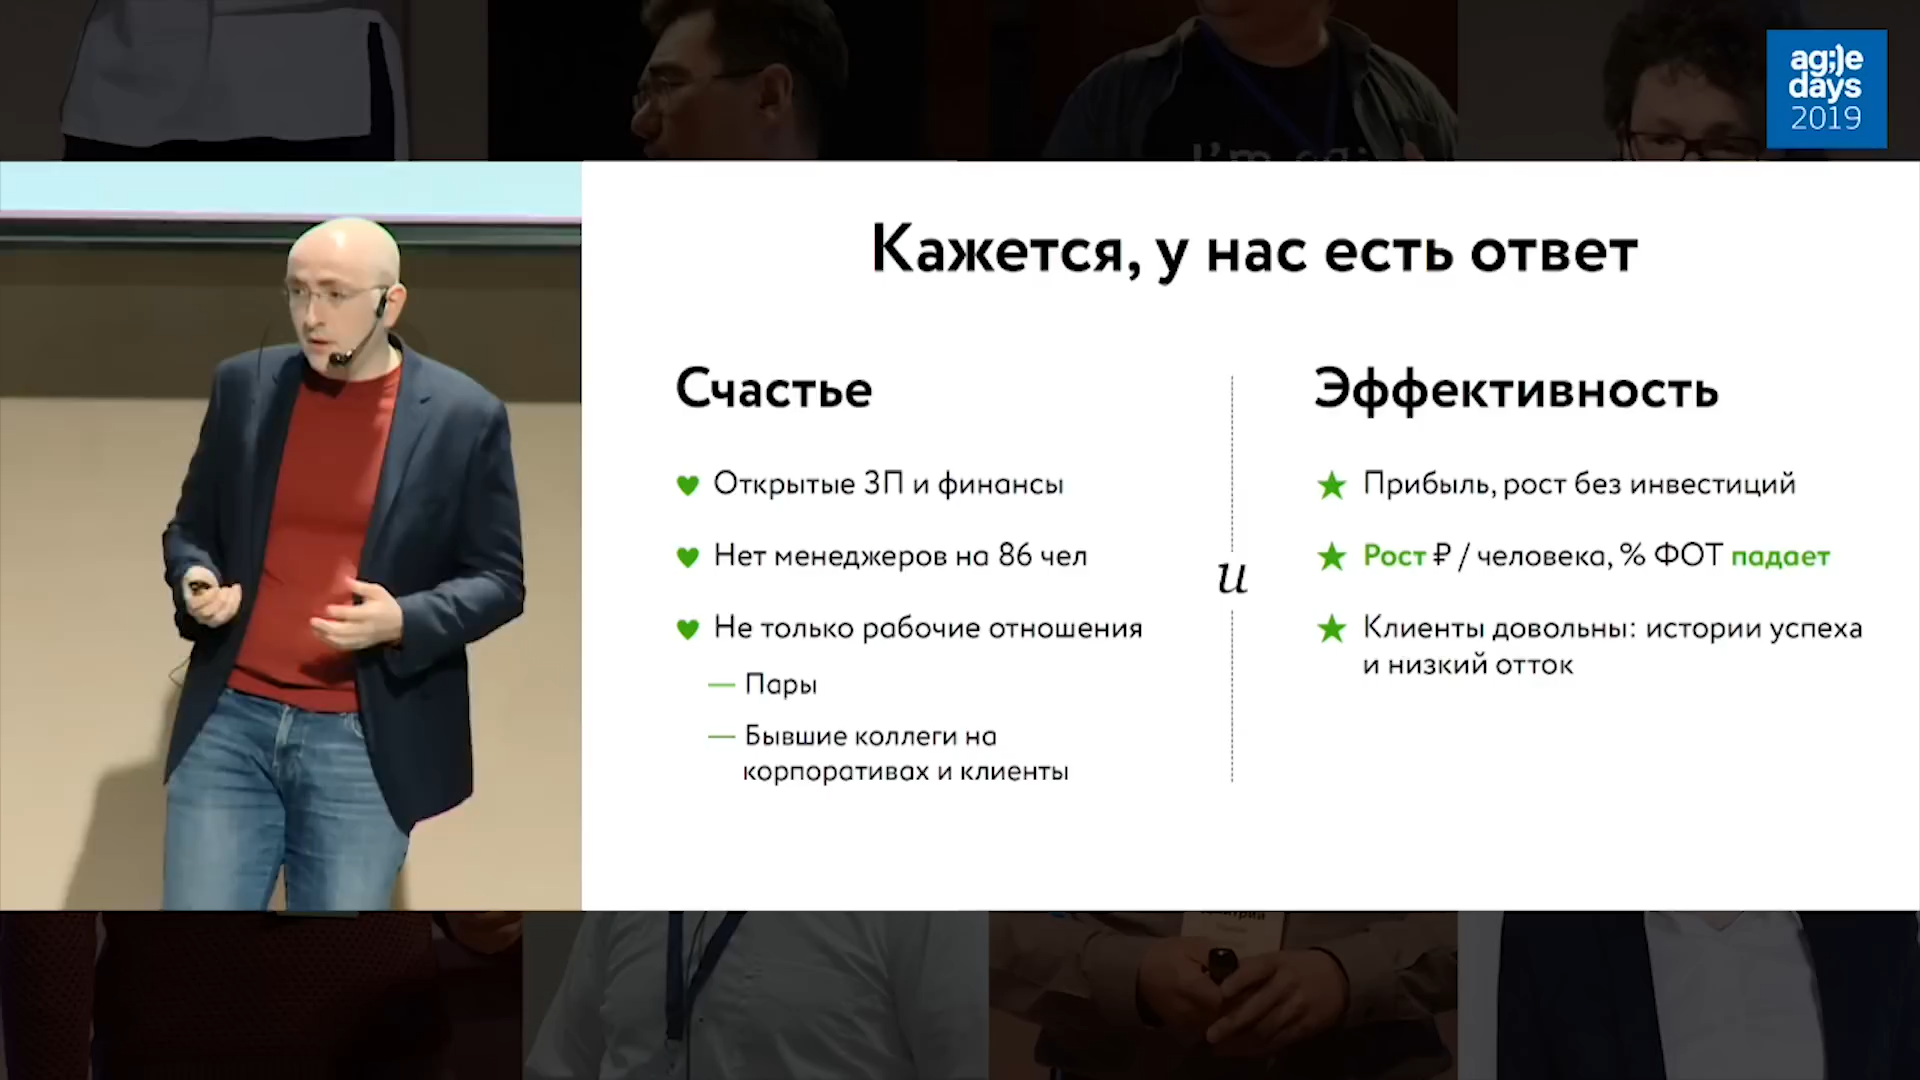 agile
days
2019
Кажется, у нас есть ответ
Счастье
Открытые ЗП и финансы
Нет менеджеров на 86 чел
Не только рабочие отношения
— Пары
— Бывшие коллеги на
корпоративах и клиенты
и
Эффективность
Прибыль, рост без инвестиций
Рост ₽ / человека, % ФОТ падает
Клиенты довольны: истории успеха
и низкий отток